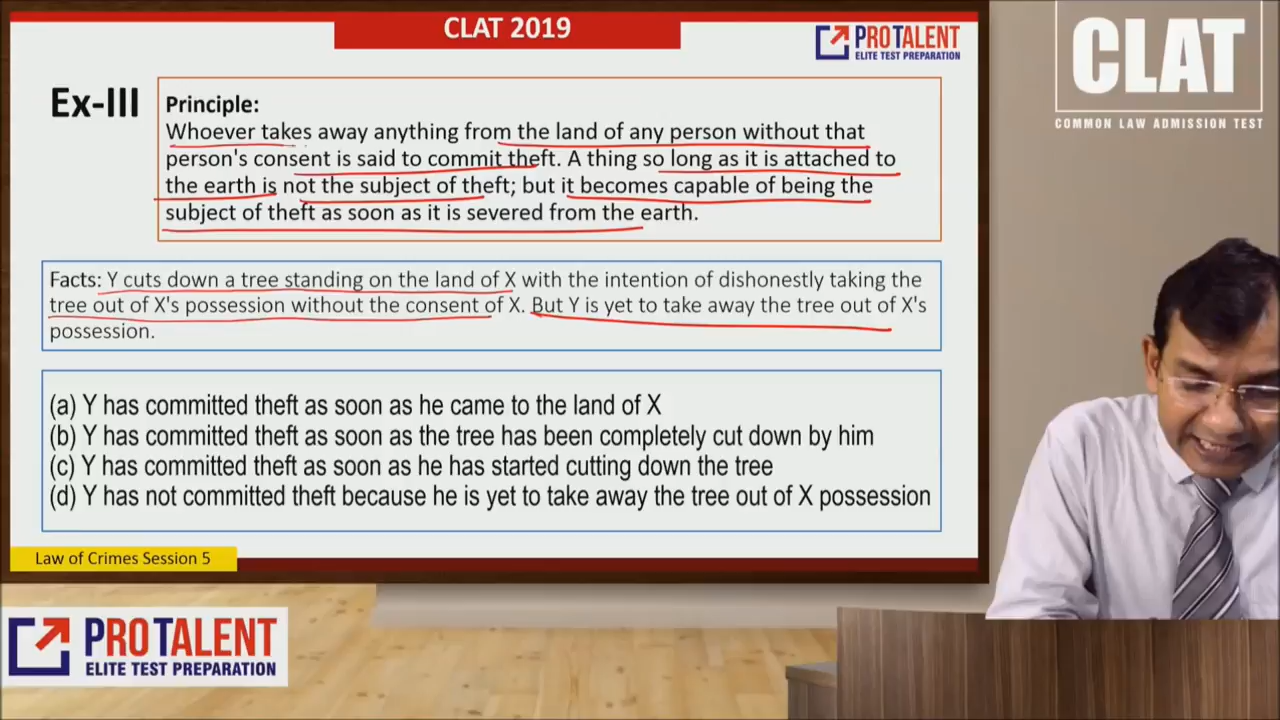 CLAT 2019
PROTALENT
ELITE TEST PREPARATION
CLAT
COMMON LAW ADMISSION TEST
Ex-III
Principle:
Whoever takes away anything from the land of any person without that
person's consent is said to commit theft. A thing so long as it is attached to
the earth is not the subject of theft; but it becomes capable of being the
subject of theft as soon as it is severed from the earth.
Facts: Y cuts down a tree standing on the land of X with the intention of dishonestly taking the
tree out of X's possession without the consent of X. But Y is yet to take away the tree out of X's
possession.
(a) Y has committed theft as soon as he came to the land of X
(b) Y has committed theft as soon as the tree has been completely cut down by him
(c) Y has committed theft as soon as he has started cutting down the tree
(d) Y has not committed theft because he is yet to take away the tree out of X possession
Law of Crimes Session 5
PROTALENT
ELITE TEST PREPARATION